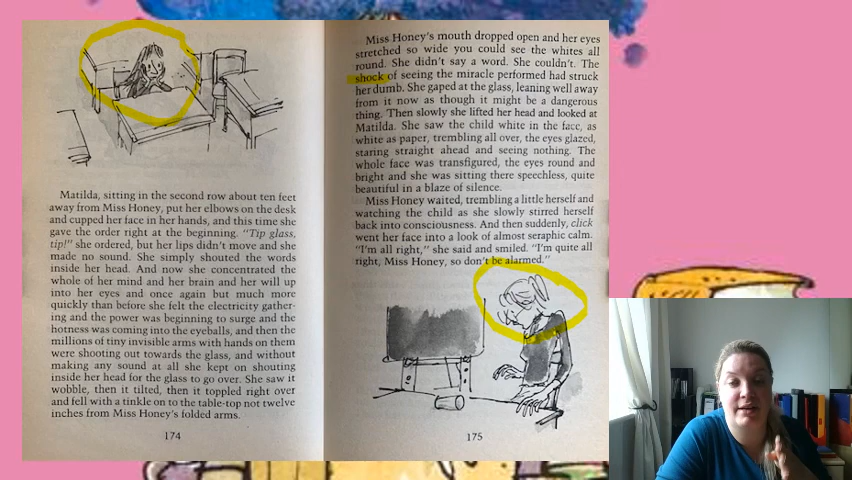 Matilda, sitting in the second row about ten feet
away from Miss Honey, put her elbows on the desk
and cupped her face in her hands, and this time she
gave the order right at the beginning. "Tip glass,
tip!" she ordered, but her lips didn't move and she
made no sound. She simply shouted the words
inside her head. And now she concentrated the
whole of her mind and her brain and her will up
into her eyes and once again but much more
quickly than before she felt the electricity gather-
ing and the power was beginning to surge and the
hotness was coming into the eyeballs, and then the
millions of tiny invisible arms with hands on them
were shooting out towards the glass, and without
making any sound at all she kept on shouting
inside her head for the glass to go over. She saw it
wobble, then it tilted, then it toppled right over
and fell with a tinkle on to the table-top not twelve
inches from Miss Honey's folded arms.
174
Miss Honey's mouth dropped open and her eyes
stretched so wide you could see the whites all
round. She didn't say a word. She couldn't. The
shock of seeing the miracle performed had struck
her dumb. She gaped at the glass, leaning well away
from it now as though it might be a dangerous
thing. Then slowly she lifted her head and looked at
Matilda. She saw the child white in the face, as
white as paper, trembling all over, the eyes glazed,
staring straight ahead and seeing nothing. The
whole face was transfigured, the eyes round and
bright and she was sitting there speechless, quite
beautiful in a blaze of silence.
Miss Honey waited, trembling a little herself and
watching the child as she slowly stirred herself
back into consciousness. And then suddenly, click
went her face into a look of almost seraphic calm.
"I'm all right," she said and smiled. "I'm quite all
right, Miss Honey, so don't be alarmed."
175